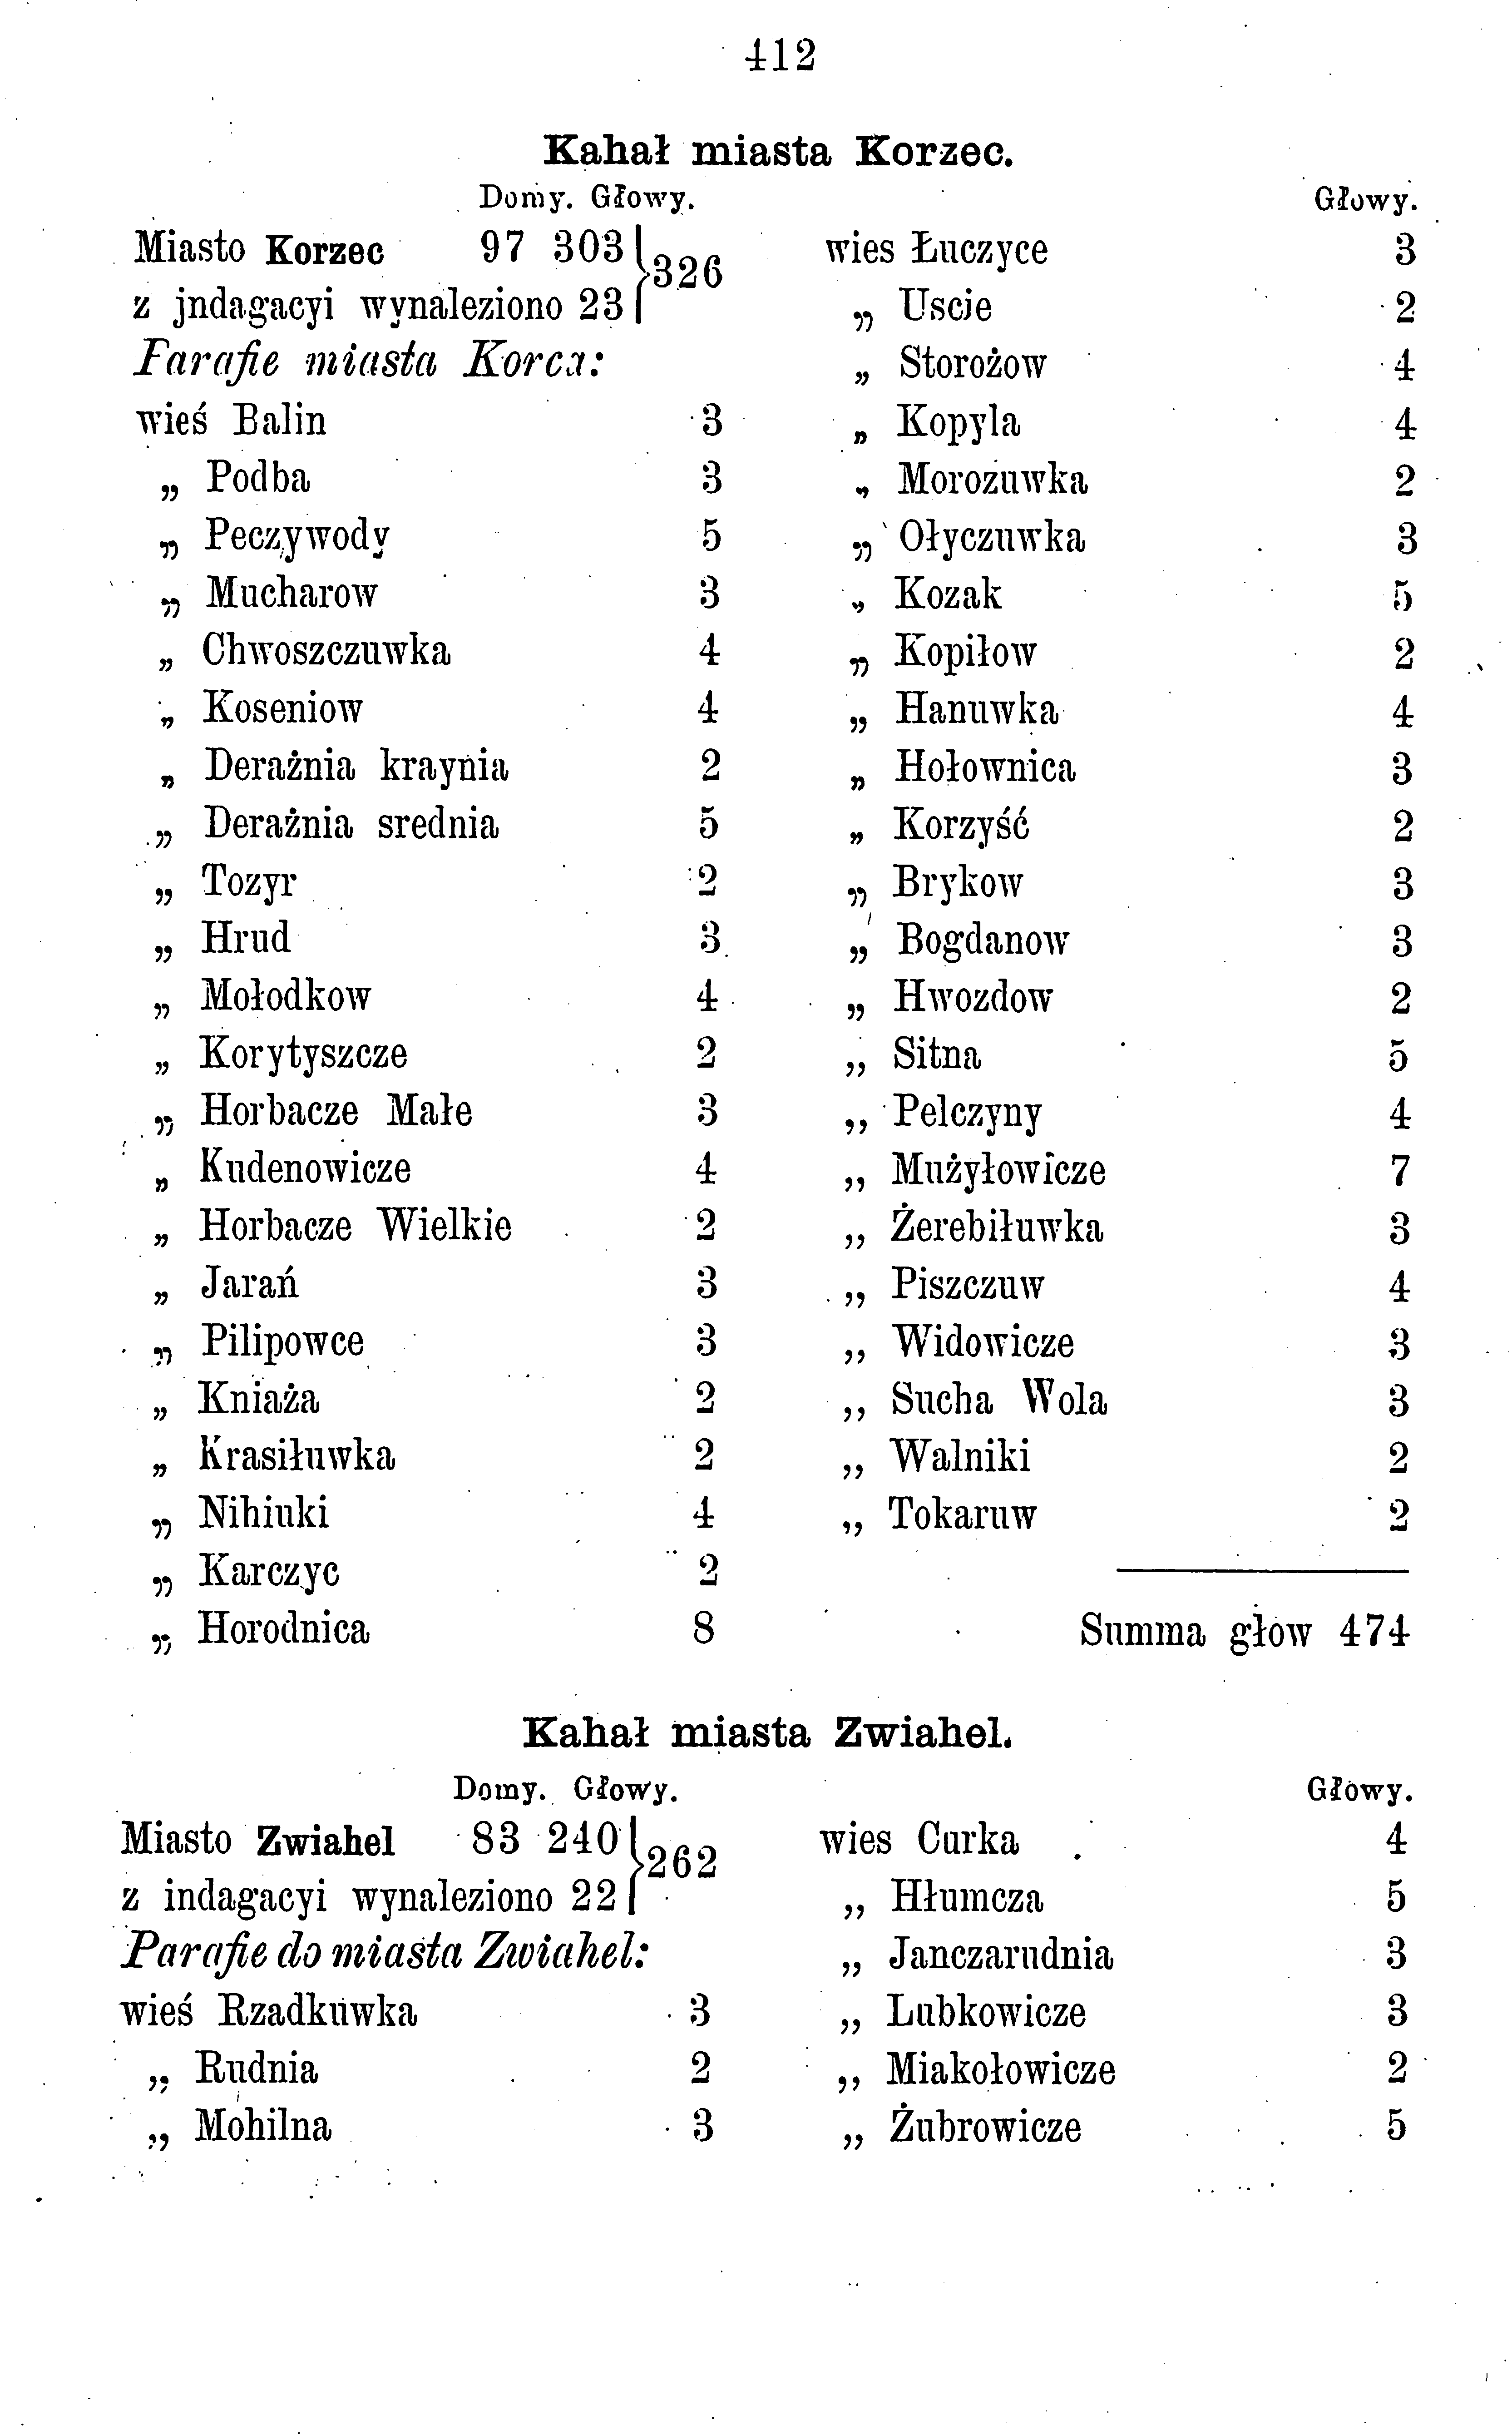 412
Kahał miasta Korzec.
Domy. Głowy.
Miasto Korzec 97 303 } 326
z jndagacyi wynaleziono 23
Farafie miasta Korca:
wieś Balin 3
„ Podba 3
„ Peczywody 5
„ Mucharow 3
„ Chwoszczuwka 4
„ Koseniow 4
„ Derażnia kraynia 2
„ Derażnia srednia 5
„ Tozyr 2
„ Hrud 3
„ Mołodkow 4
„ Korytyszcze 2
„ Horbacze Małe 3
„ Kudenowicze 4
„ Horbacze Wielkie 2
„ Jarań 3
„ Pilipowce 3
„ Kniaża 2
„ Krasiłuwka 2
„ Nihiuki 4
„ Karczyc 2
„ Horodnica 8
Głowy.
wies Łuczyce 3
„ Uscie 2
„ Storożow 4
„ Kopyla 4
„ Morozuwka 2
„ Ołyczuwka 3
„ Kozak 5
„ Kopiłow 2
„ Hanuwka 4
„ Hołownica 3
„ Korzyść 2
„ Brykow 3
„ Bogdanow 3
„ Hwozdow 2
„ Sitna 5
„ Pelczyny 4
„ Mużyłowicze 7
„ Żerebiłuwka 3
„ Piszczuw 4
„ Widowicze 3
„ Sucha Wola 3
„ Walniki 2
„ Tokaruw 2
Summa głow 474
Kahał miasta Zwiahel.
Domy. Głowy.
Miasto Zwiahel 83 240 } 262
z indagacyi wynaleziono 22
Parafie do miasta Zwiahel:
wieś Rzadkuwka 3
„ Rudnia 2
„ Mohilna 3
Głowy.
wies Curka 4
„ Hłumcza 5
„ Janczarudnia 3
„ Lubkowicze 3
„ Miakołowicze 2
„ Żubrowicze 5